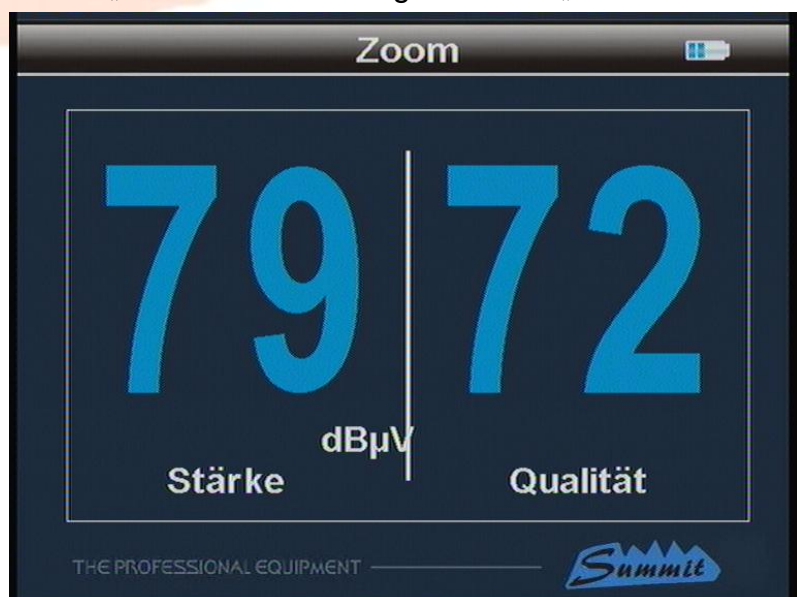 Zoom
79 72
dBµV
Stärke Qualität
THE PROFESSIONAL EQUIPMENT
Summit